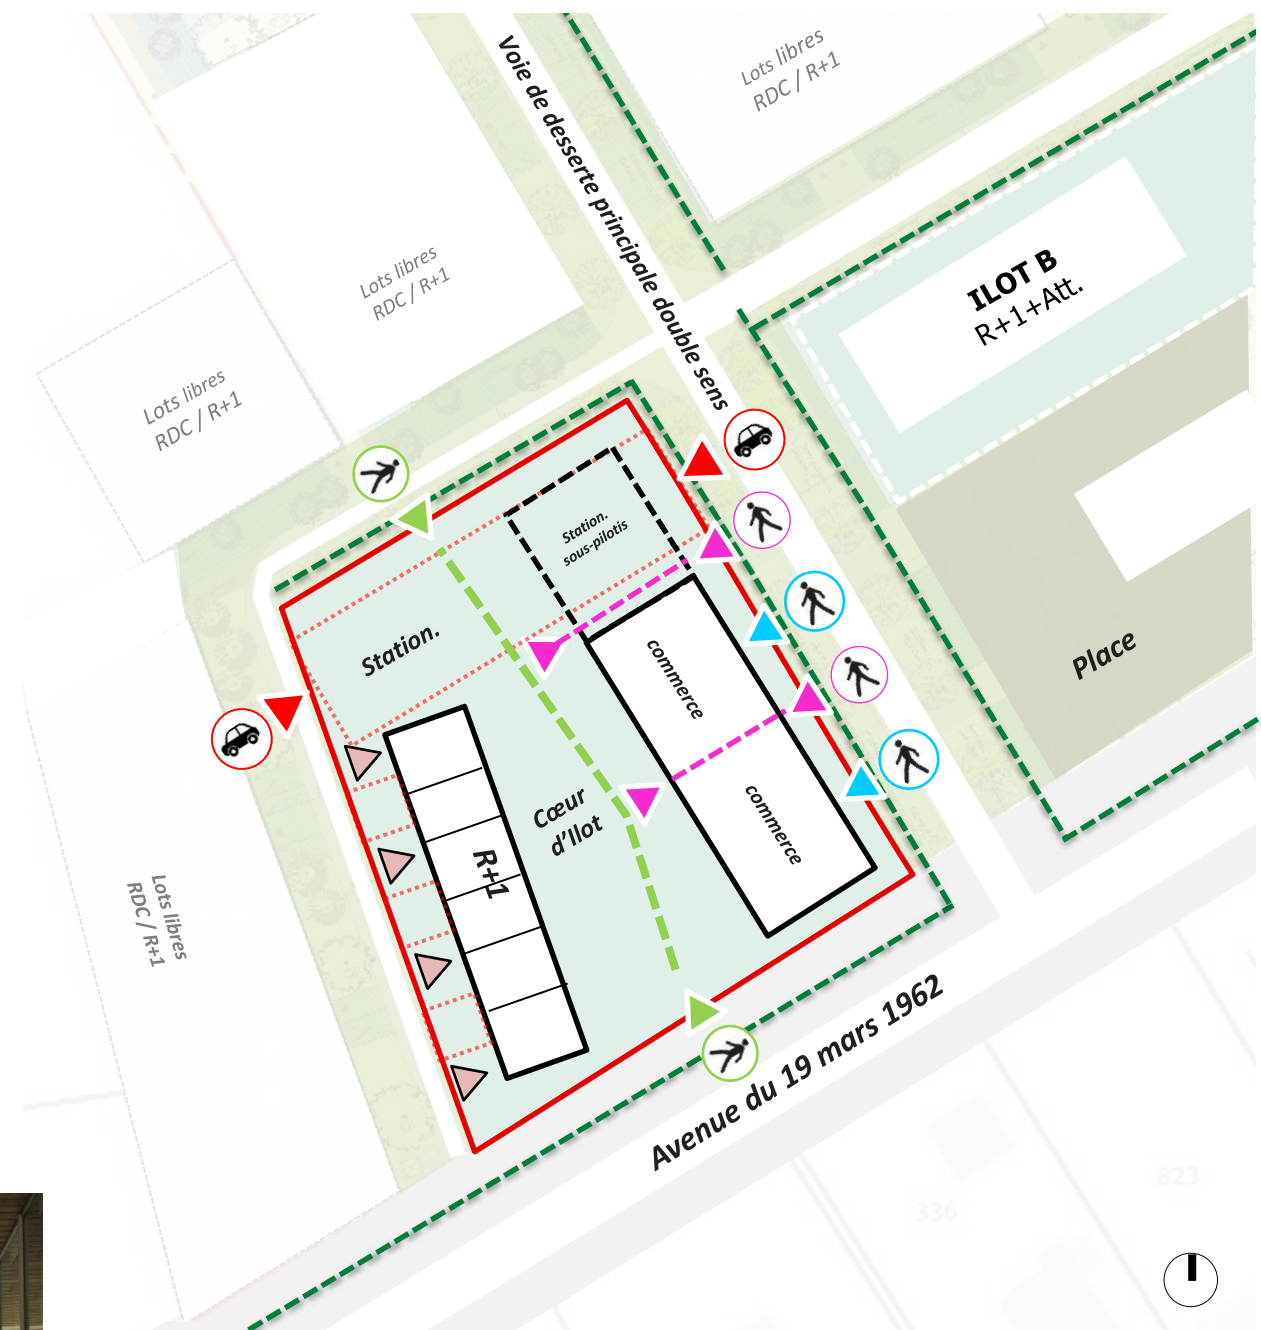 Voie de desserte principale double sens
Lots libres
RDC / R+1
Lots libres
RDC / R+1
ILOT B
R+1+Att.
Lots libres
RDC / R+1
Station.
sous-pilotis
Station.
commerce
Place
Cœur
d'Ilot
commerce
R+1
Lots libres
RDC / R+1
Avenue du 19 mars 1962
823
336